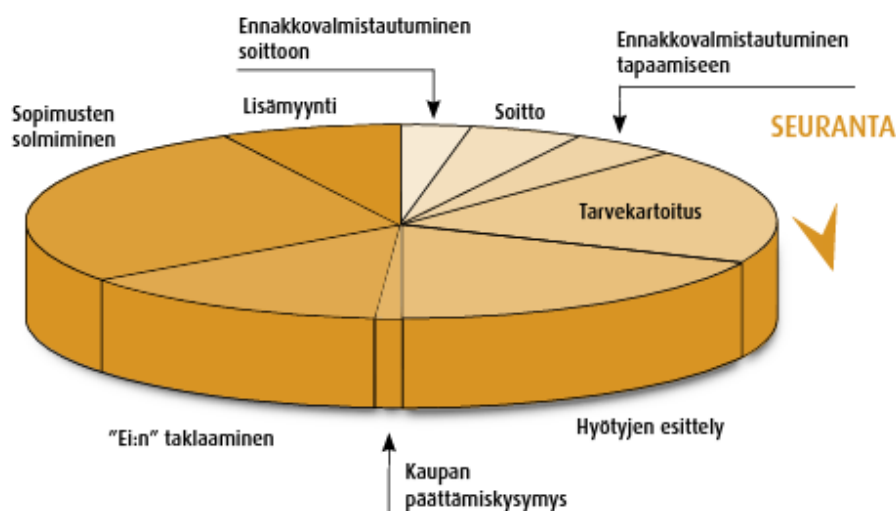 Ennakkovalmistautuminen
soittoon
Ennakkovalmistautuminen
tapaamiseen
Sopimusten
solmiminen
Lisämyynti
Soitto
SEURANTA
Tarvekartoitus
"Ei:n" taklaaminen
Hyötyjen esittely
Kaupan
päättämiskysymys